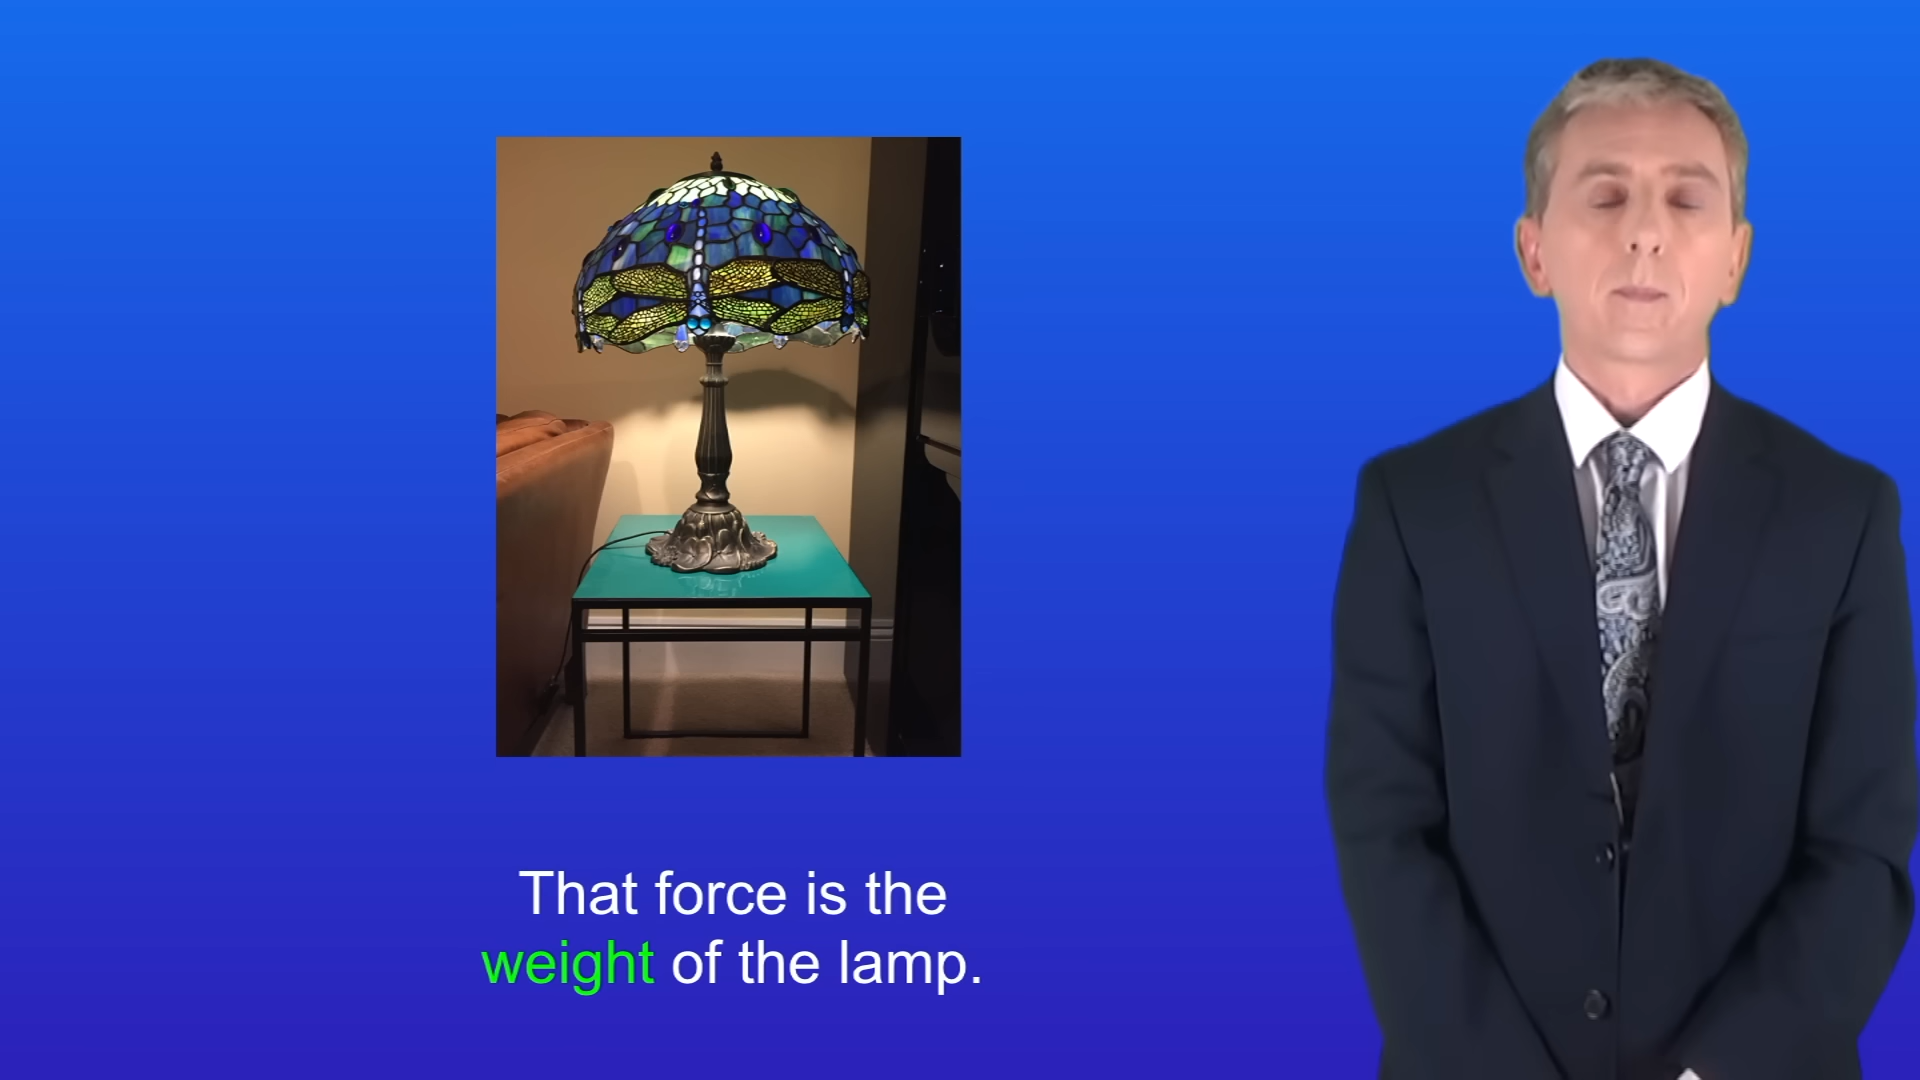 That force is the
weight of the lamp.